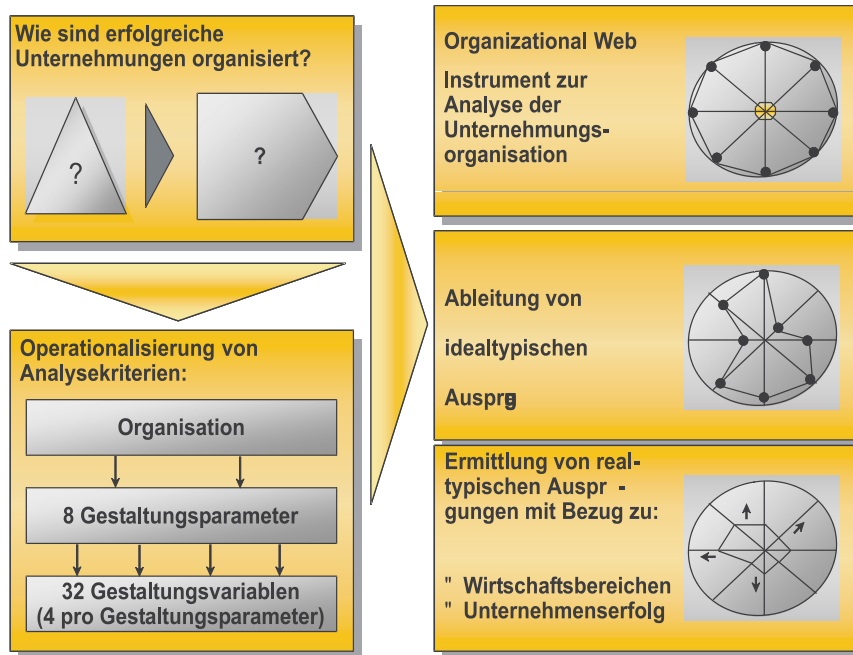 Wie sind erfolgreiche
Unternehmungen organisiert?
?
?
Operationalisierung von
Analysekriterien:
Organisation
8 Gestaltungsparameter
32 Gestaltungsvariablen
(4 pro Gestaltungsparameter)
Organizational Web
Instrument zur
Analyse der
Unternehmungs-
organisation
Ableitung von
idealtypischen
Ermittlung von real-
typischen Auspr -
gungen mit Bezug zu:
" Wirtschaftsbereichen
" Unternehmenserfolg